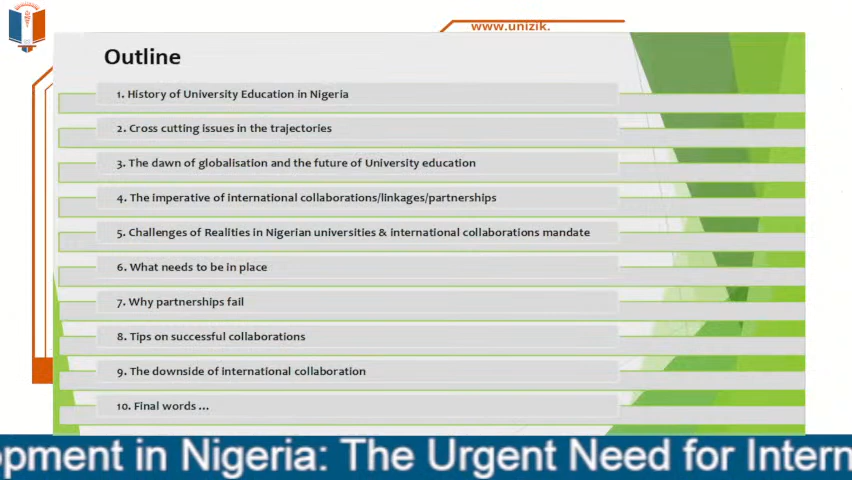 www.unizik.
Outline
1. History of University Education in Nigeria
2. Cross cutting issues in the trajectories
3. The dawn of globalisation and the future of University education
4. The imperative of international collaborations/linkages/partnerships
5. Challenges of Realities in Nigerian universities & international collaborations mandate
6. What needs to be in place
7. Why partnerships fail
8. Tips on successful collaborations
9. The downside of international collaboration
10. Final words ...
opment in Nigeria: The Urgent Need for Intern